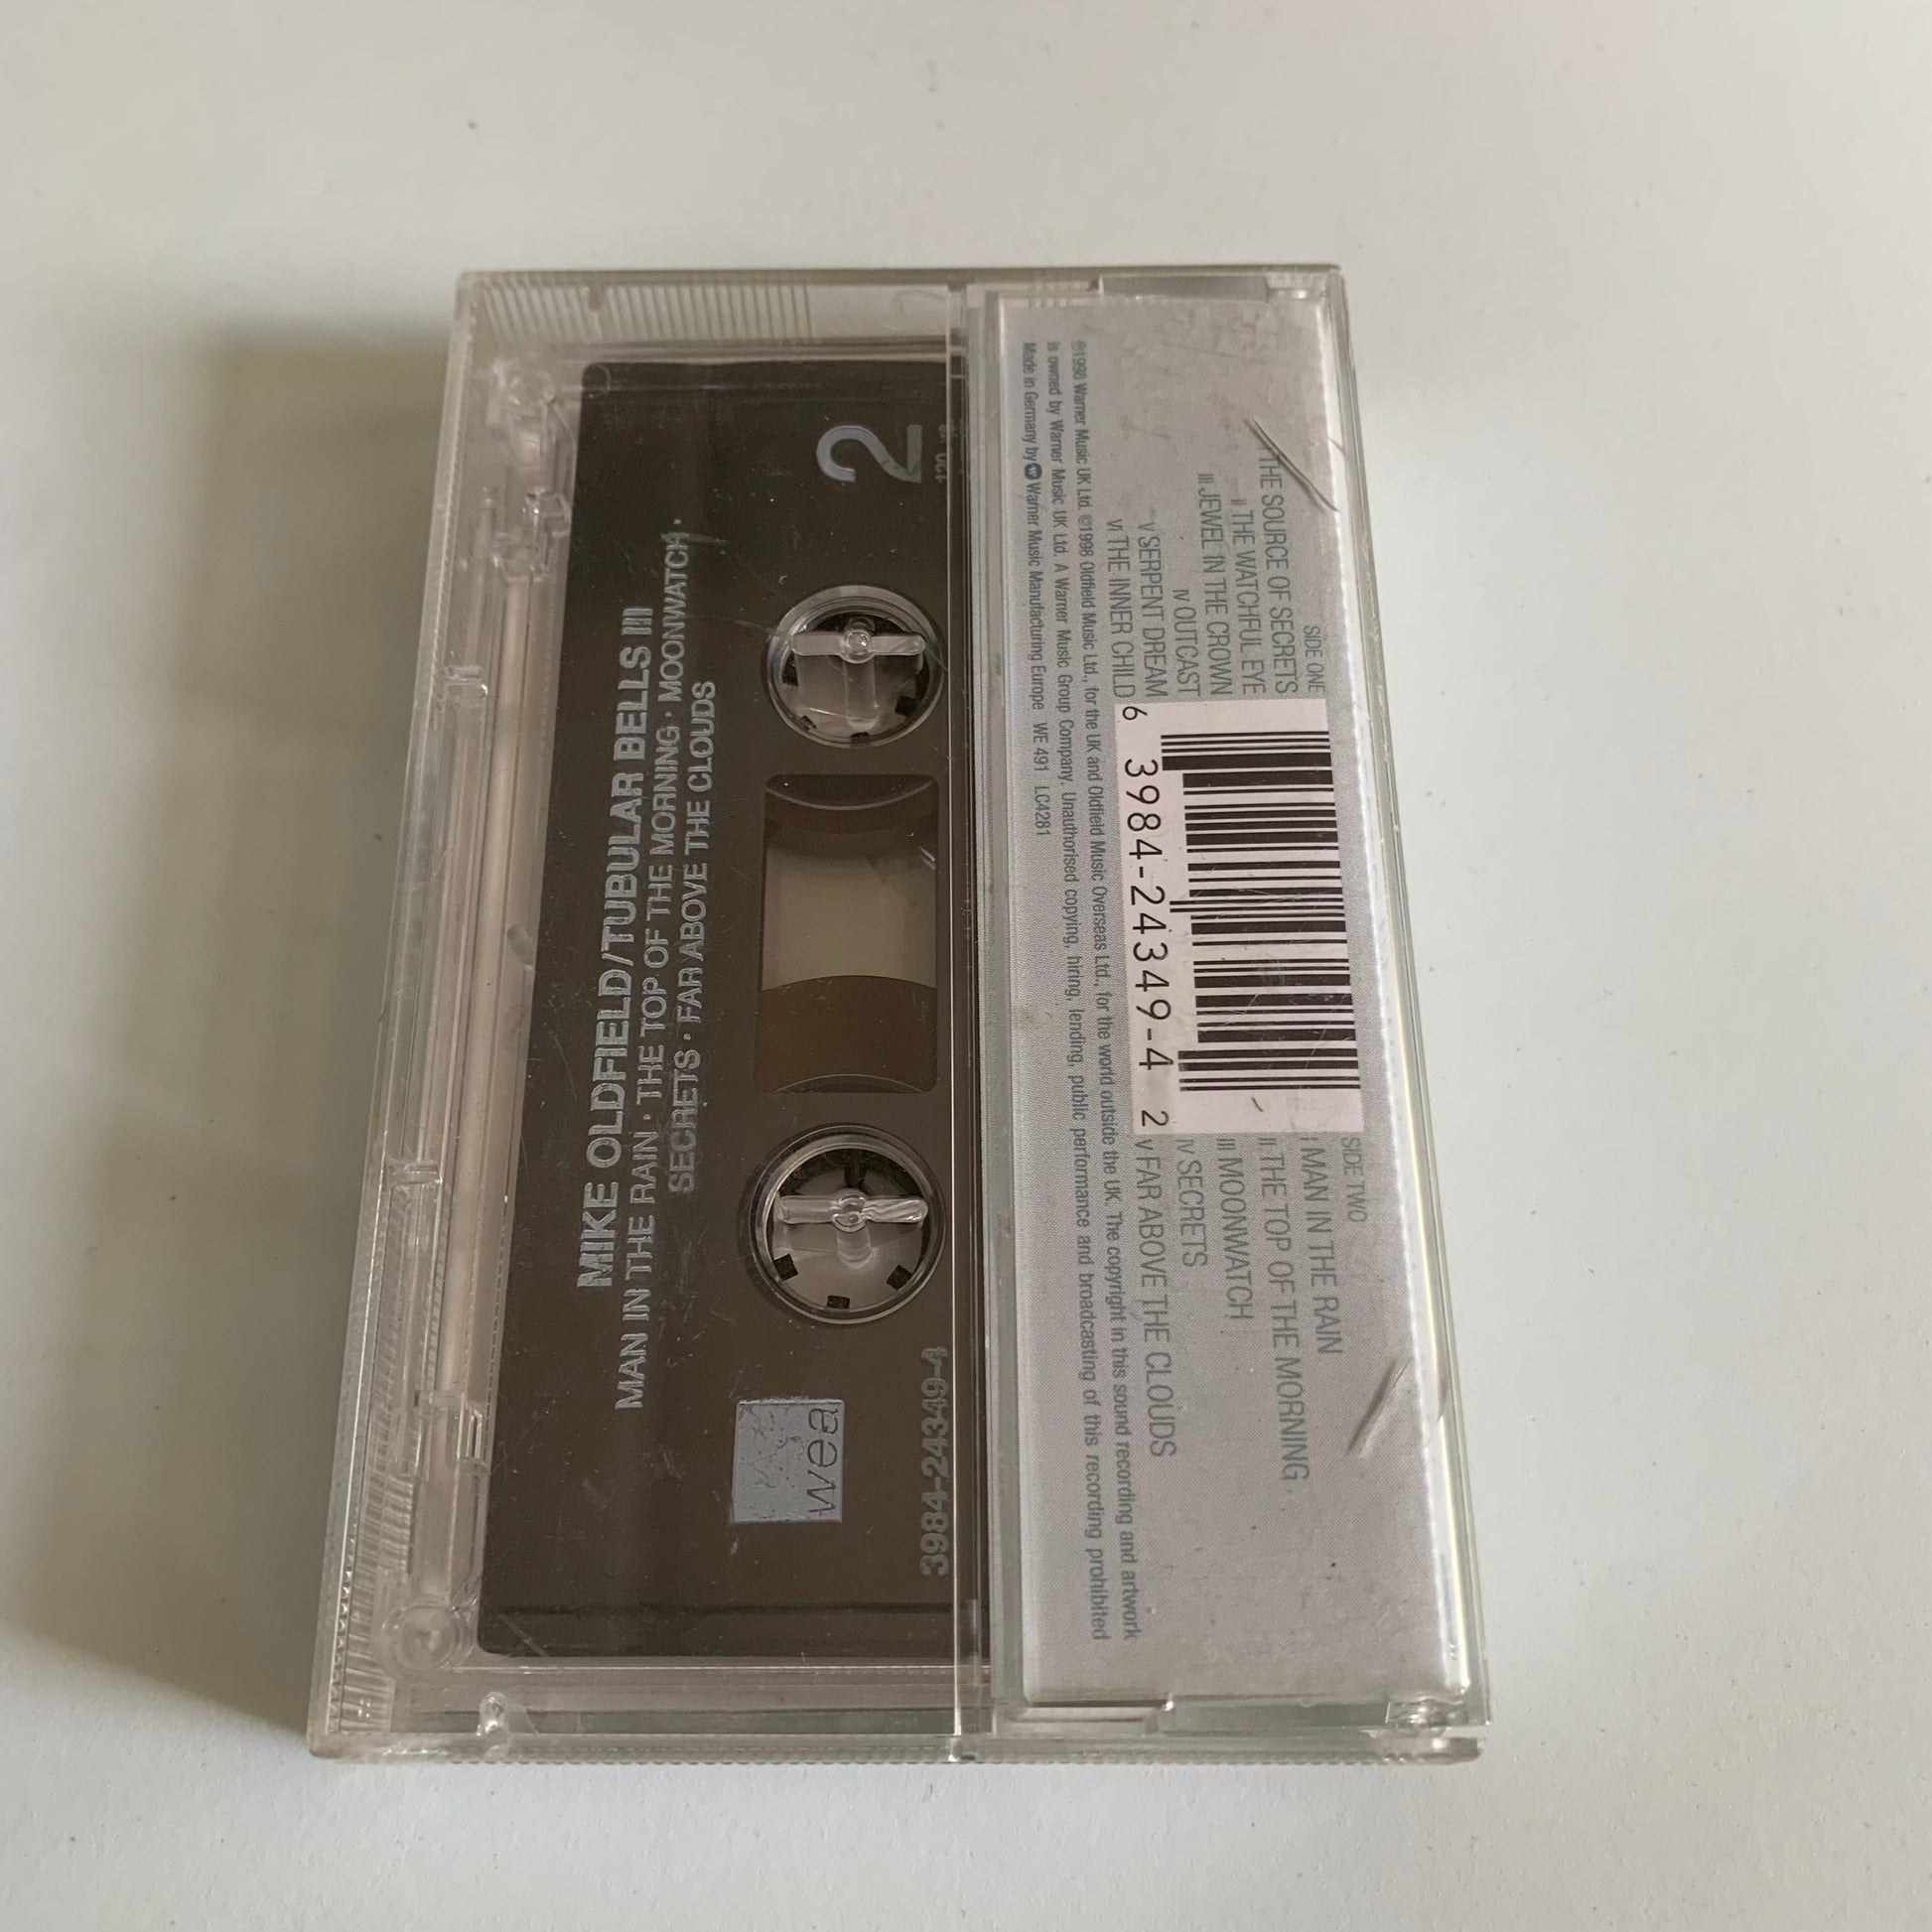 2
MIKE OLDFIELD/TUBULAR BELLS III
MAN IN THE RAIN · THE TOP OF THE MORNING · MOONWATCH ·
SECRETS · FAR ABOVE THE CLOUDS
wea
3984-24349-4
SIDE ONE
I THE SOURCE OF SECRETS
II THE WATCHFUL EYE
III JEWEL IN THE CROWN
IV OUTCAST
V SERPENT DREAM
VI THE INNER CHILD
6 3984-24349-4 2
SIDE TWO
I MAN IN THE RAIN
II THE TOP OF THE MORNING
III MOONWATCH
IV SECRETS
V FAR ABOVE THE CLOUDS
℗1998 Warner Music UK Ltd. ©1998 Oldfield Music Ltd., for the UK and Oldfield Music Overseas Ltd., for the world outside the UK. The copyright in this sound recording and artwork
is owned by Warner Music UK Ltd. A Warner Music Group Company. Unauthorised copying, hiring, lending, public performance and broadcasting of this recording prohibited
Made in Germany by Warner Music Manufacturing Europe WE 491 LC4281